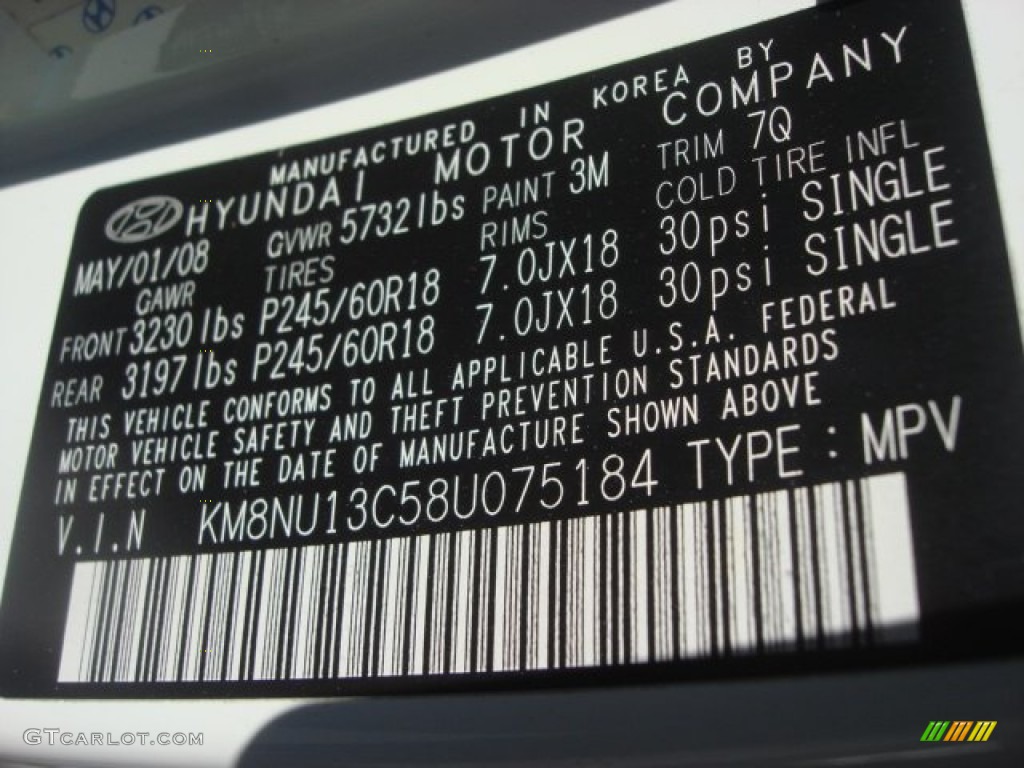 MANUFACTURED IN KOREA BY
HYUNDAI MOTOR COMPANY
MAY/01/08 GVWR 5732lbs PAINT 3M TRIM 7Q
GAWR TIRES RIMS COLD TIRE INFL
FRONT 3230lbs P245/60R18 7.0JX18 30psi SINGLE
REAR 3197lbs P245/60R18 7.0JX18 30psi SINGLE
THIS VEHICLE CONFORMS TO ALL APPLICABLE U.S.A. FEDERAL
MOTOR VEHICLE SAFETY AND THEFT PREVENTION STANDARDS
IN EFFECT ON THE DATE OF MANUFACTURE SHOWN ABOVE
V.I.N KM8NU13C58U075184 TYPE : MPV
GTCARLOT.COM